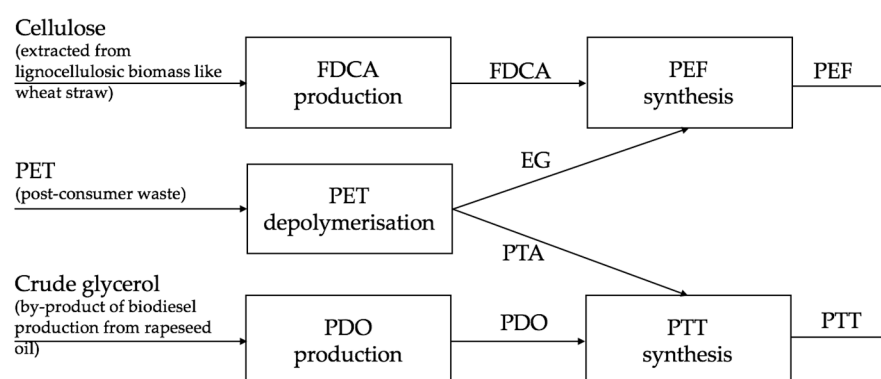 Cellulose
(extracted from
lignocellulosic biomass like
wheat straw)
FDCA
production
FDCA
PEF
synthesis
PEF
PET
(post-consumer waste)
PET
depolymerisation
EG
PTA
Crude glycerol
(by-product of biodiesel
production from rapeseed
oil)
PDO
production
PDO
PTT
synthesis
PTT